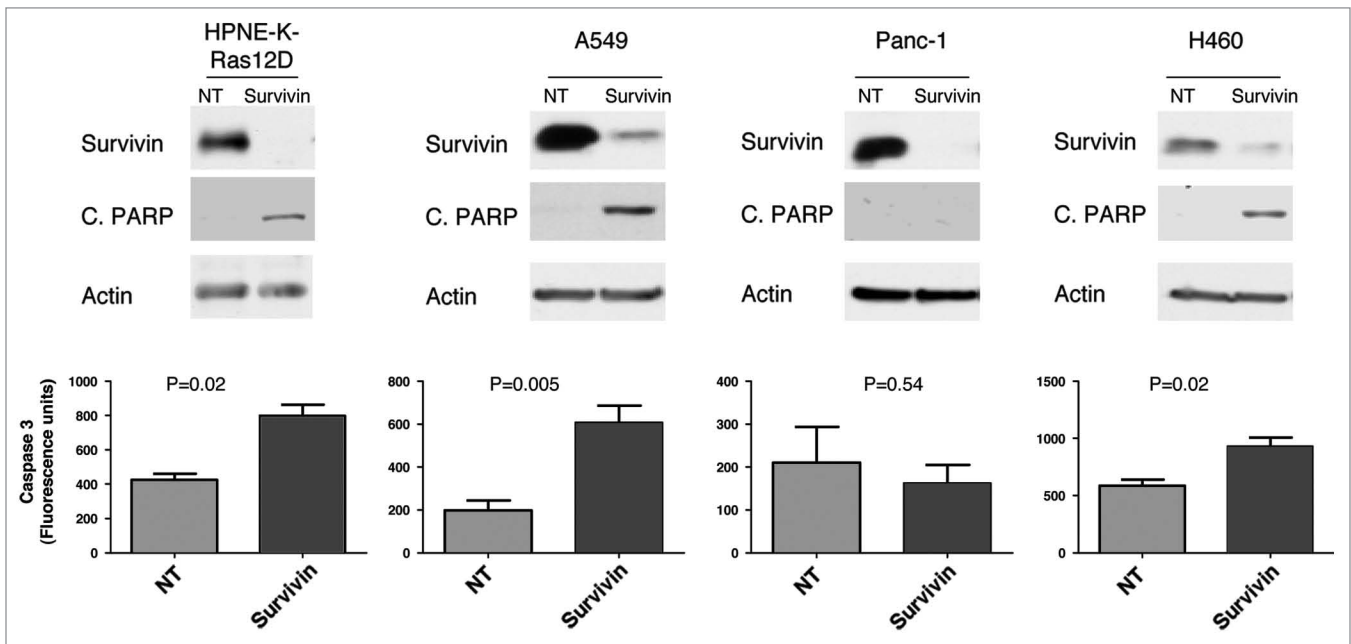 HPNE-K-
Ras12D
NT Survivin
Survivin
C. PARP
Actin
A549
NT Survivin
Survivin
C. PARP
Actin
Panc-1
NT Survivin
Survivin
C. PARP
Actin
H460
NT Survivin
Survivin
C. PARP
Actin
Caspase 3
(Fluorescence units)
P=0.02
1000
800
600
400
200
0
NT
Survivin
P=0.005
800
600
400
200
0
NT
Survivin
P=0.54
400
300
200
100
0
NT
Survivin
P=0.02
1500
1000
500
0
NT
Survivin